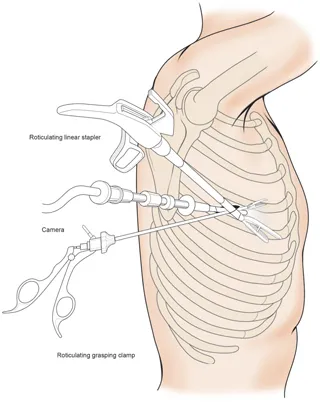 Roticulating linear stapler
Camera
Roticulating grasping clamp